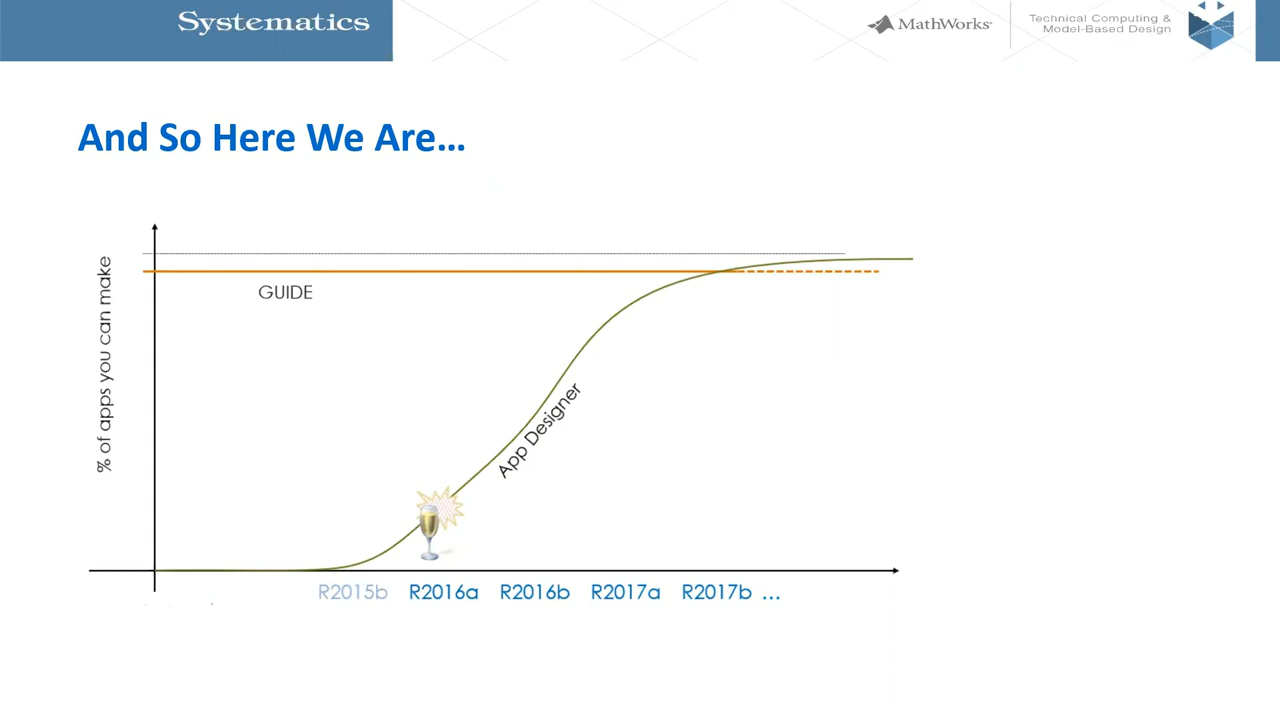 Systematics
MathWorks
Technical Computing &
Model-Based Design
And So Here We Are...
% of apps you can make
GUIDE
App Designer
R2015b R2016a R2016b R2017a R2017b ...